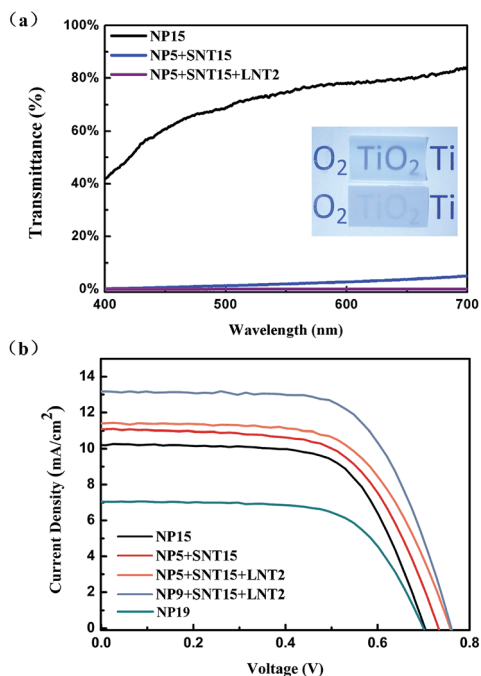 (a)
NP15
NP5+SNT15
NP5+SNT15+LNT2
100%
80%
60%
40%
20%
0%
Transmittance (%)
O₂ TiO₂ Ti
O₂ TiO₂ Ti
400 500 600 700
Wavelength (nm)
(b)
14
12
10
8
6
4
2
0
Current Density (mA/cm²)
NP15
NP5+SNT15
NP5+SNT15+LNT2
NP9+SNT15+LNT2
NP19
0.0 0.2 0.4 0.6 0.8
Voltage (V)